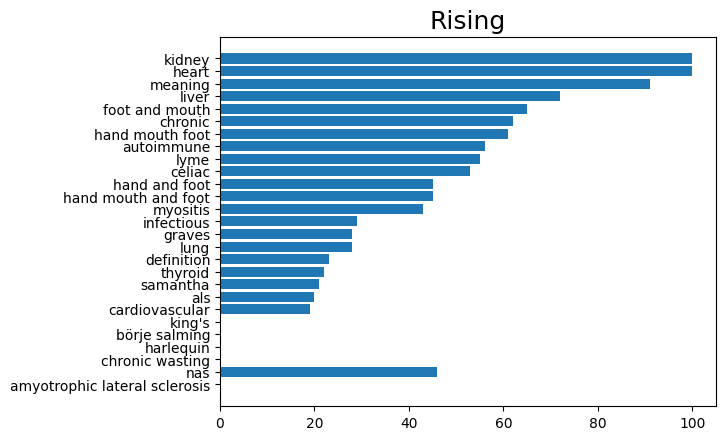 Rising
kidney
heart
meaning
liver
foot and mouth
chronic
hand mouth foot
autoimmune
lyme
celiac
hand and foot
hand mouth and foot
myositis
infectious
graves
lung
definition
thyroid
samantha
als
cardiovascular
king's
börje salming
harlequin
chronic wasting
nas
amyotrophic lateral sclerosis
0 20 40 60 80 100